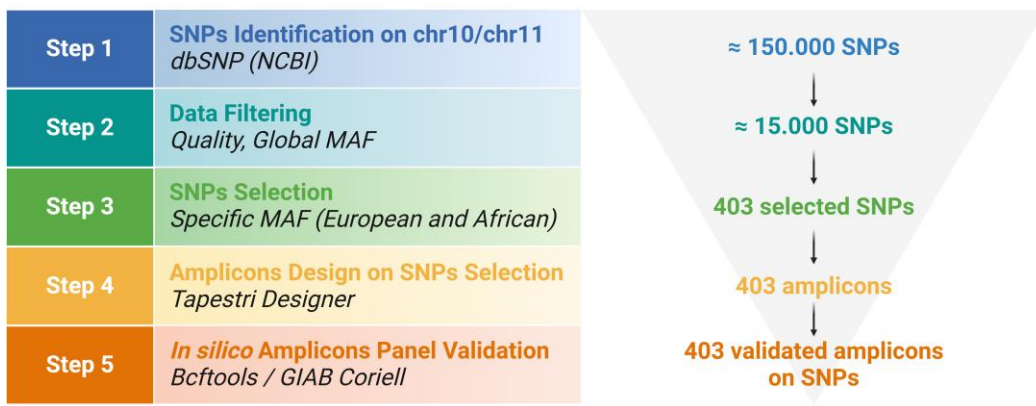 Step 1
SNPs Identification on chr10/chr11
dbSNP (NCBI)
≈ 150.000 SNPs
Step 2
Data Filtering
Quality, Global MAF
≈ 15.000 SNPs
Step 3
SNPs Selection
Specific MAF (European and African)
403 selected SNPs
Step 4
Amplicons Design on SNPs Selection
Tapestri Designer
403 amplicons
Step 5
In silico Amplicons Panel Validation
Bcftools / GIAB Coriell
403 validated amplicons
on SNPs